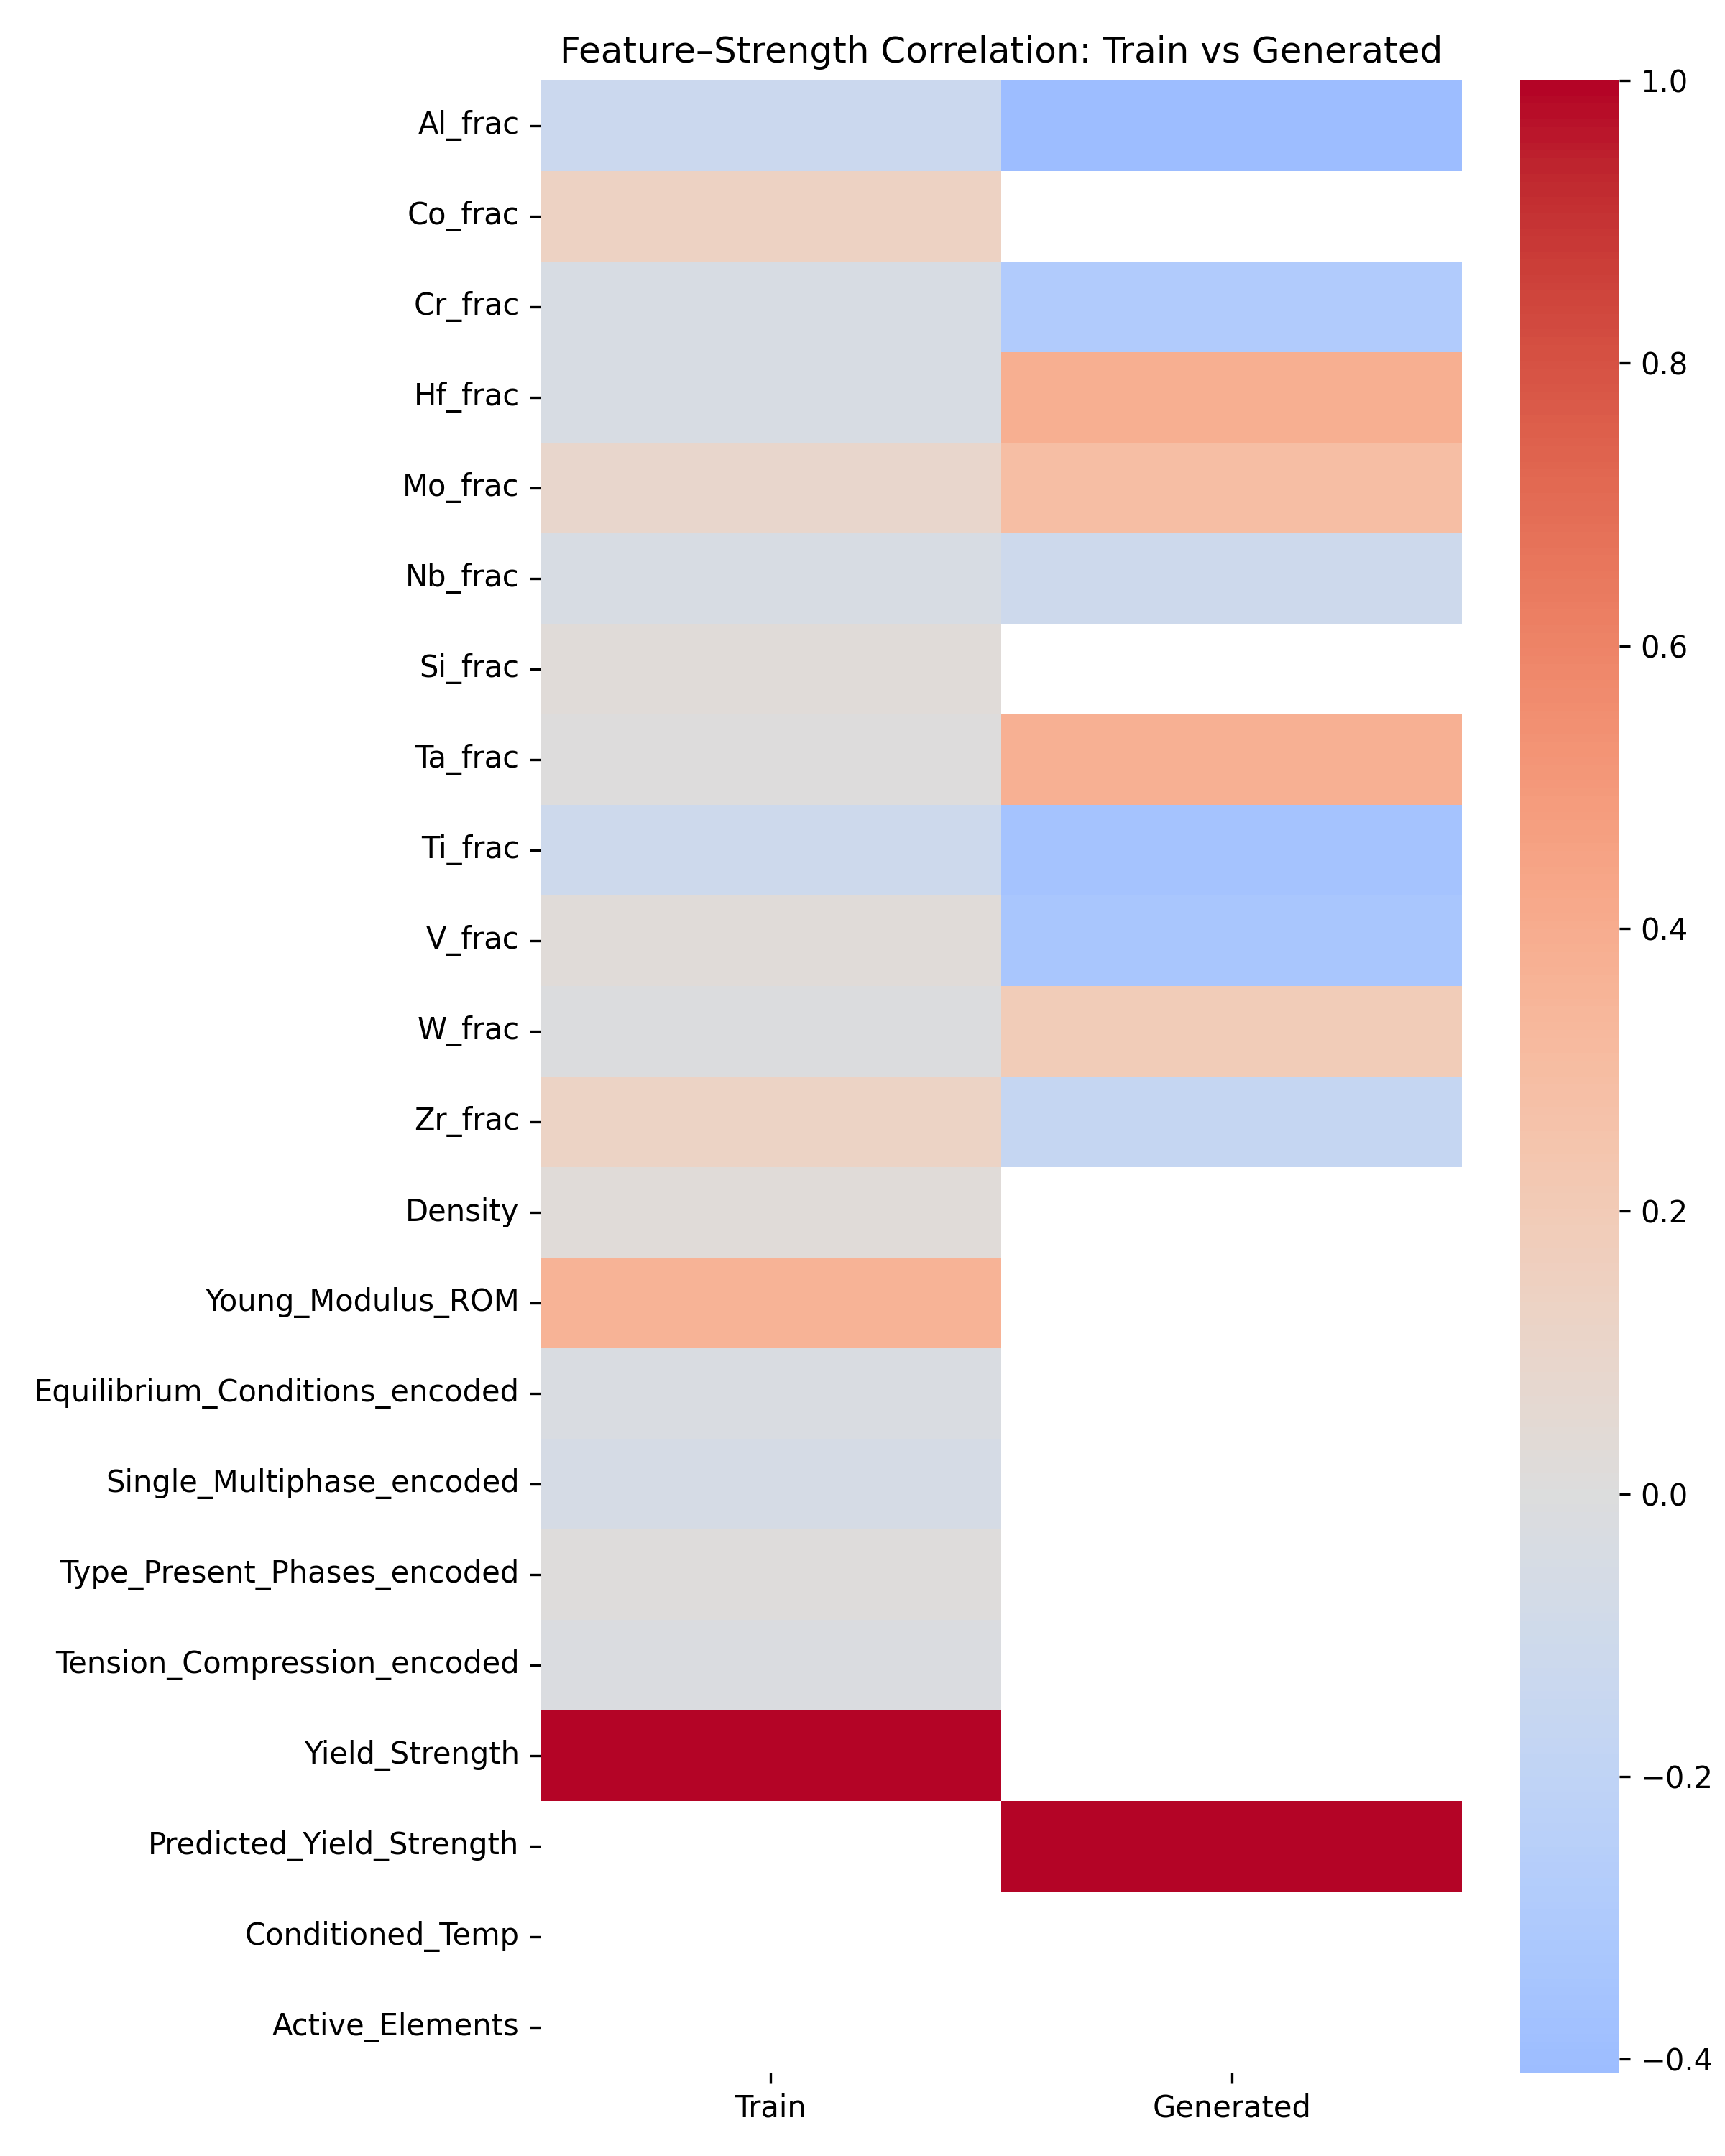 Feature–Strength Correlation: Train vs Generated
Al_frac
Co_frac
Cr_frac
Hf_frac
Mo_frac
Nb_frac
Si_frac
Ta_frac
Ti_frac
V_frac
W_frac
Zr_frac
Density
Young_Modulus_ROM
Equilibrium_Conditions_encoded
Single_Multiphase_encoded
Type_Present_Phases_encoded
Tension_Compression_encoded
Yield_Strength
Predicted_Yield_Strength
Conditioned_Temp
Active_Elements
Train
Generated
1.0
0.8
0.6
0.4
0.2
0.0
−0.2
−0.4